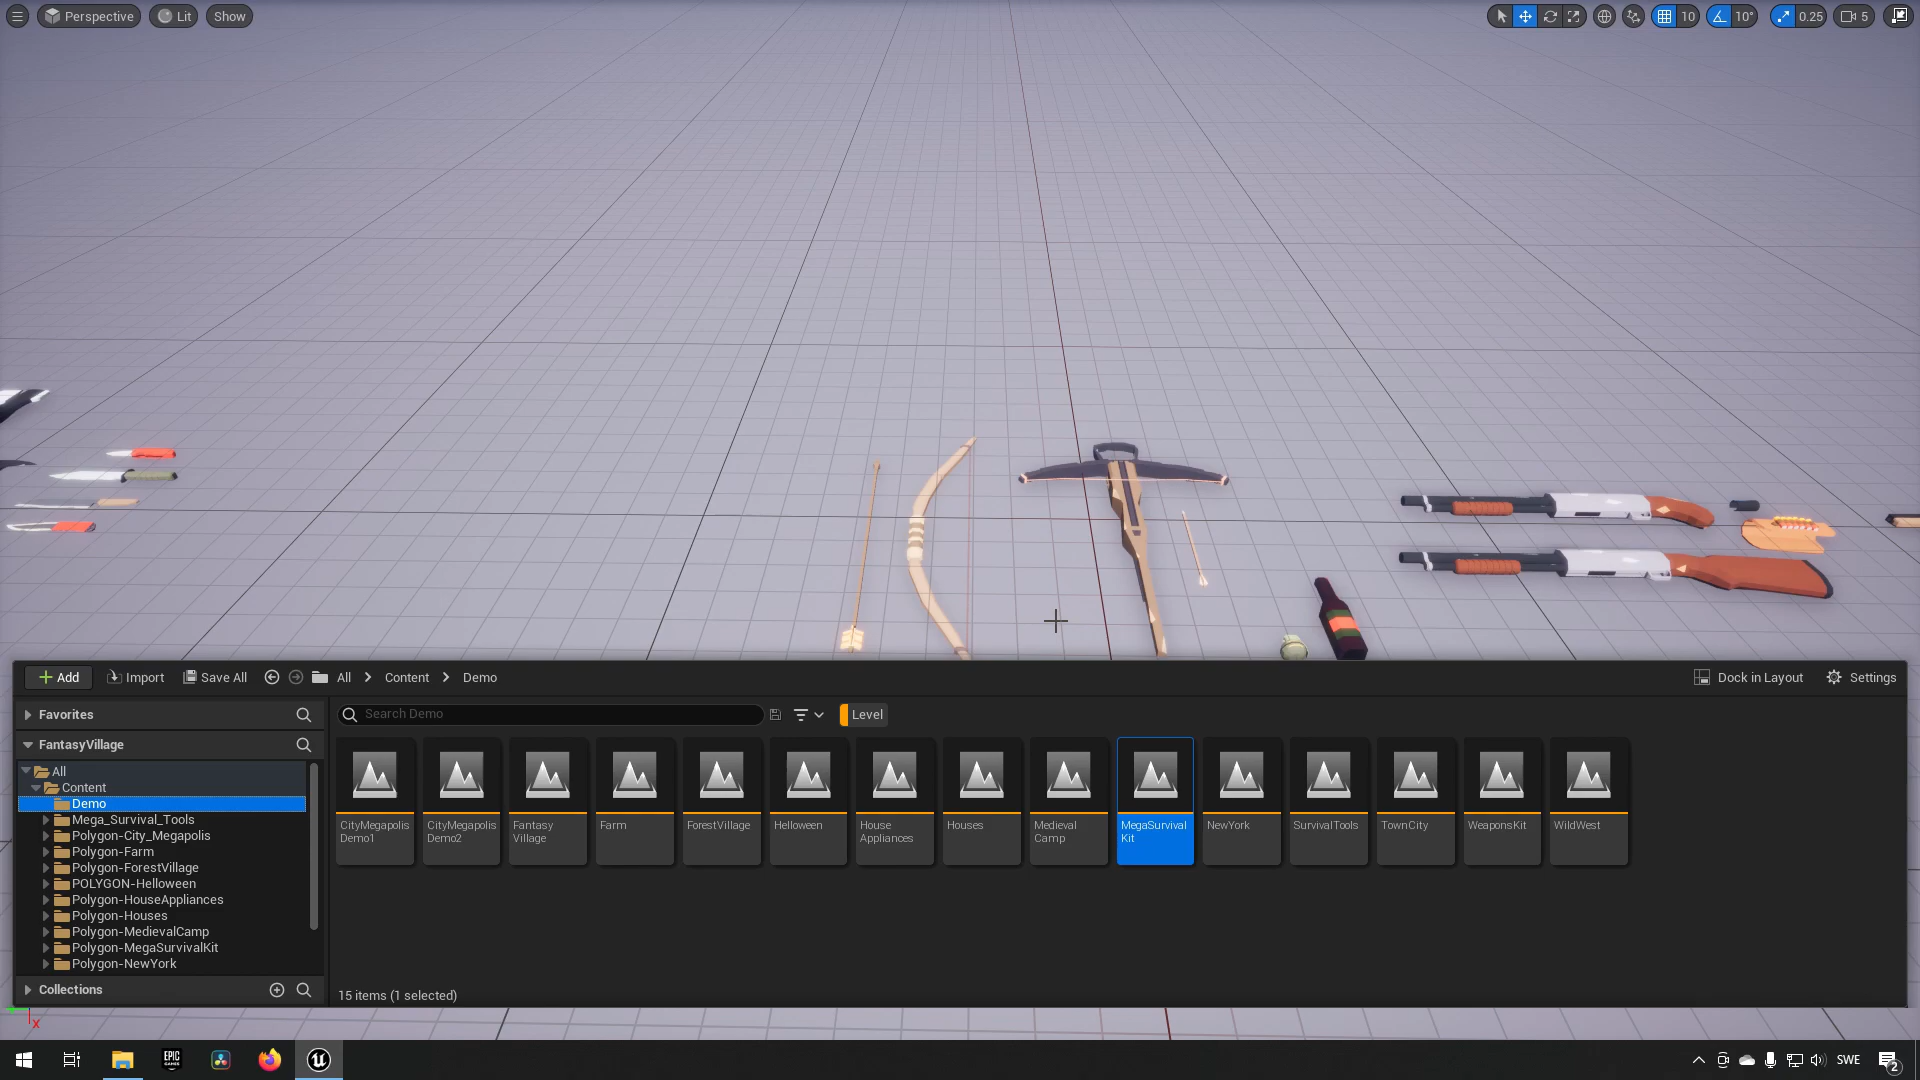 Perspective
Lit
Show
10
10°
0.25
5
Add
Import
Save All
All
Content
Demo
Dock in Layout
Settings
Favorites
Search Demo
Level
FantasyVillage
All
Content
Demo
Mega_Survival_Tools
Polygon-City_Megapolis
Polygon-Farm
Polygon-ForestVillage
POLYGON-Helloween
Polygon-HouseAppliances
Polygon-Houses
Polygon-MedievalCamp
Polygon-MegaSurvivalKit
Polygon-NewYork
Collections
CityMegapolis
Demo1
CityMegapolis
Demo2
Fantasy
Village
Farm
ForestVillage
Helloween
House
Appliances
Houses
Medieval
Camp
MegaSurvival
Kit
NewYork
SurvivalTools
TownCity
WeaponsKit
WildWest
15 items (1 selected)
X
EPIC
GAMES
SWE
2